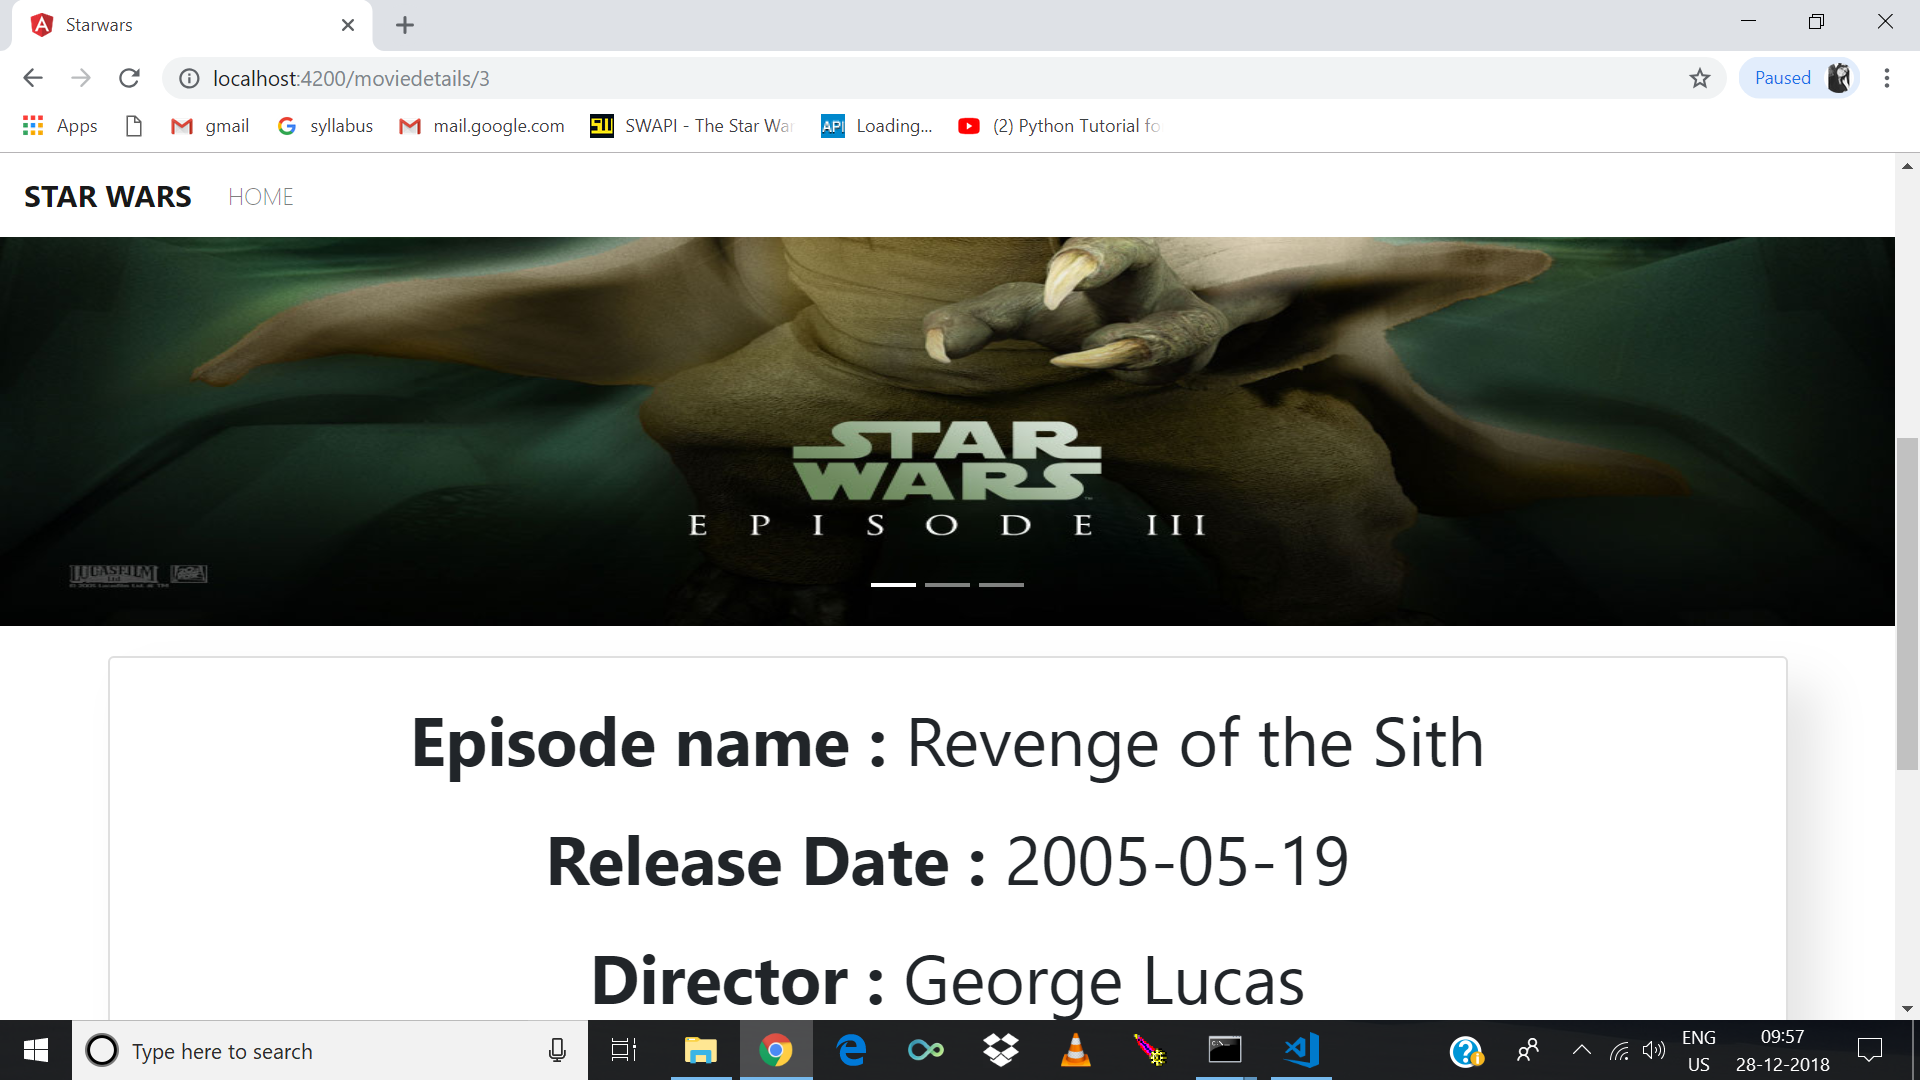 Starwars
localhost:4200/moviedetails/3
Paused
Apps
gmail
syllabus
mail.google.com
SWAPI - The Star War
API
Loading...
(2) Python Tutorial fo
STAR WARS
HOME
STAR
WARS
EPISODE III
LUCASFILM
Ltd
Episode name : Revenge of the Sith
Release Date : 2005-05-19
Director : George Lucas
Type here to search
ENG
US
09:57
28-12-2018